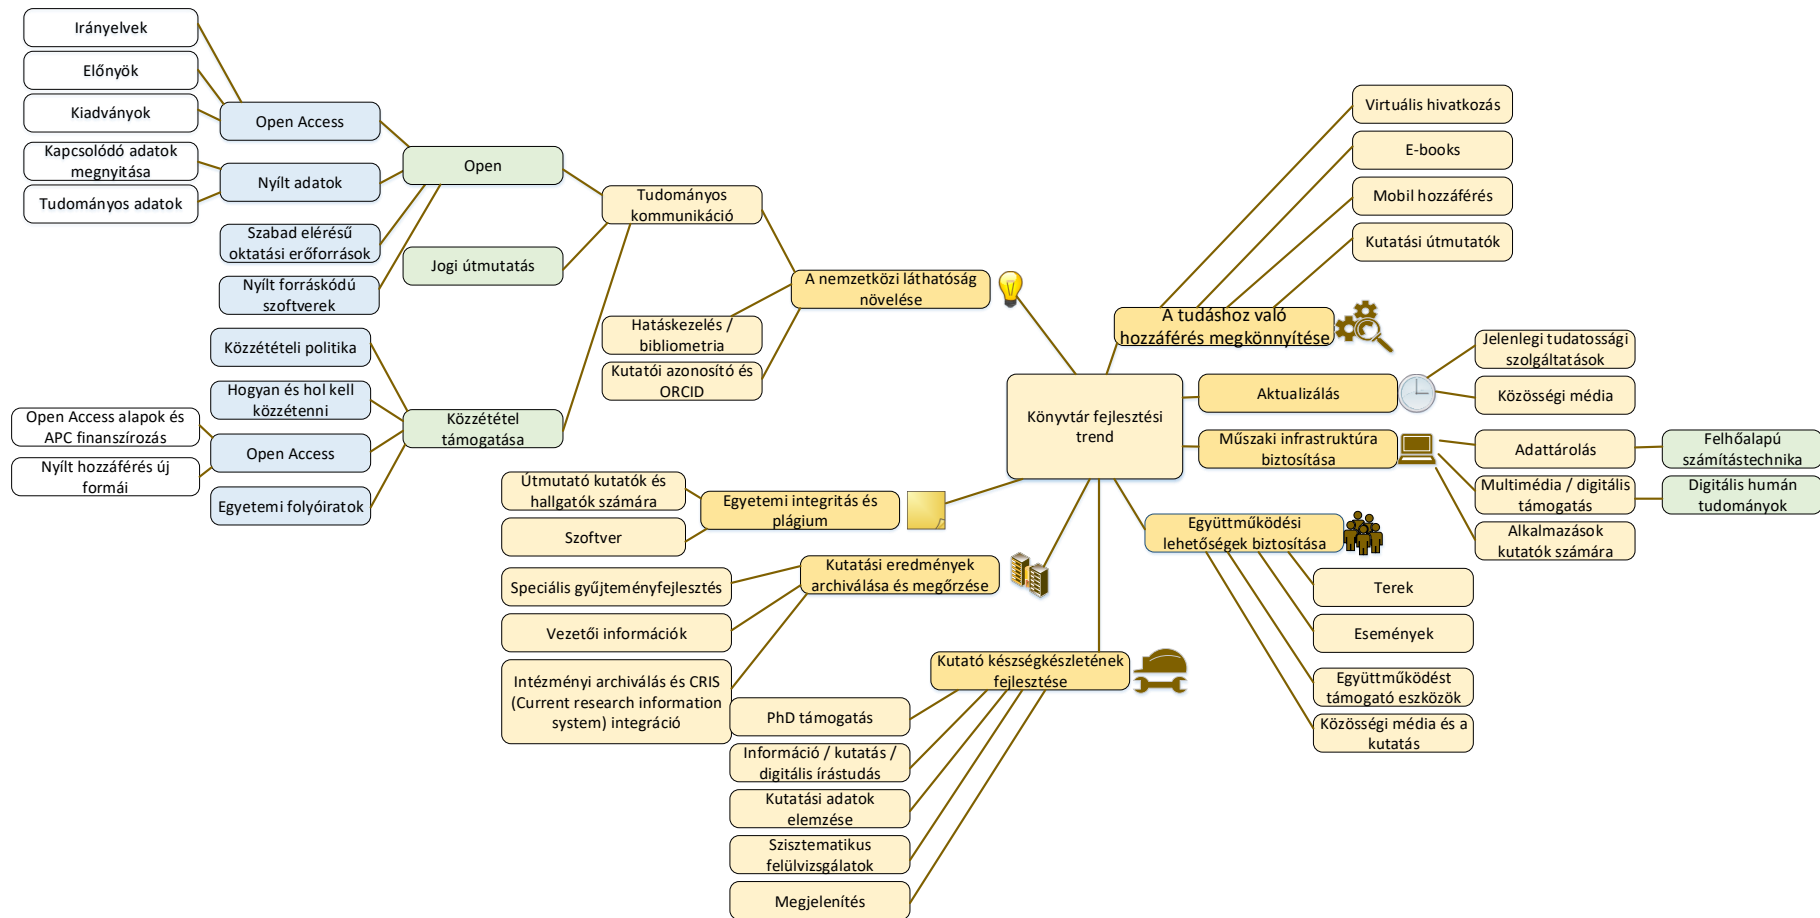 Irányelvek
Előnyök
Kiadványok
Kapcsolódó adatok
megnyitása
Tudományos adatok
Open Access
Nyílt adatok
Szabad elérésű
oktatási erőforrások
Nyílt forráskódú
szoftverek
Open
Jogi útmutatás
Tudományos
kommunikáció
A nemzetközi láthatóság
növelése
Hatáskezelés /
bibliometria
Kutatói azonosító és
ORCID
Közzétételi politika
Hogyan és hol kell
közzétenni
Open Access alapok és
APC finanszírozás
Nyílt hozzáférés új
formái
Open Access
Egyetemi folyóiratok
Közzététel
támogatása
Útmutató kutatók és
hallgatók számára
Szoftver
Egyetemi integritás és
plágium
Kutatási eredmények
archiválása és megőrzése
Speciális gyűjteményfejlesztés
Vezetői információk
Intézményi archiválás és CRIS
(Current research information
system) integráció
Kutató készségkészletének
fejlesztése
PhD támogatás
Információ / kutatás /
digitális írástudás
Kutatási adatok
elemzése
Szisztematikus
felülvizsgálatok
Megjelenítés
Könyvtár fejlesztési
trend
Virtuális hivatkozás
E-books
Mobil hozzáférés
Kutatási útmutatók
A tudáshoz való
hozzáférés megkönnyítése
Aktualizálás
Jelenlegi tudatossági
szolgáltatások
Közösségi média
Műszaki infrastruktúra
biztosítása
Adattárolás
Felhőalapú
számítástechnika
Multimédia / digitális
támogatás
Digitális humán
tudományok
Alkalmazások
kutatók számára
Együttműködési
lehetőségek biztosítása
Terek
Események
Együttműködést
támogató eszközök
Közösségi média és a
kutatás